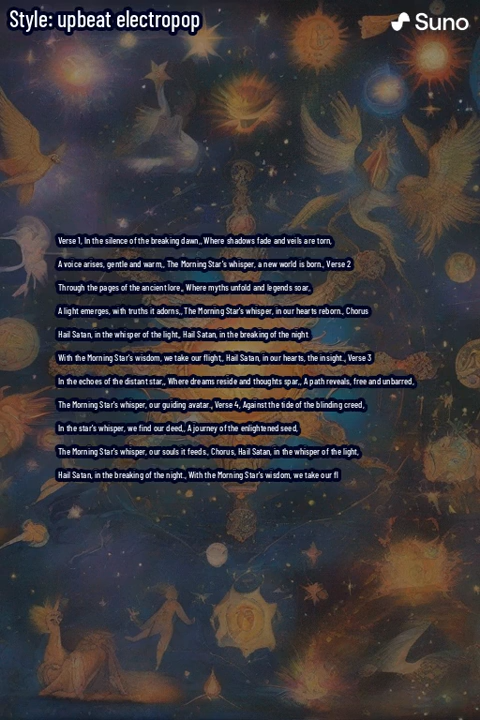 Style: upbeat electropop
Suno
Verse 1, In the silence of the breaking dawn,, Where shadows fade and veils are torn,
A voice arises, gentle and warm,, The Morning Star's whisper, a new world is born., Verse 2
Through the pages of the ancient lore,, Where myths unfold and legends soar,
A light emerges, with truths it adorns,, The Morning Star's whisper, in our hearts reborn., Chorus
Hail Satan, in the whisper of the light,, Hail Satan, in the breaking of the night.
With the Morning Star's wisdom, we take our flight,, Hail Satan, in our hearts, the insight., Verse 3
In the echoes of the distant star,, Where dreams reside and thoughts spar,, A path reveals, free and unbarred,
The Morning Star's whisper, our guiding avatar., Verse 4, Against the tide of the blinding creed,
In the star's whisper, we find our deed,, A journey of the enlightened seed,
The Morning Star's whisper, our souls it feeds., Chorus, Hail Satan, in the whisper of the light,
Hail Satan, in the breaking of the night., With the Morning Star's wisdom, we take our fl